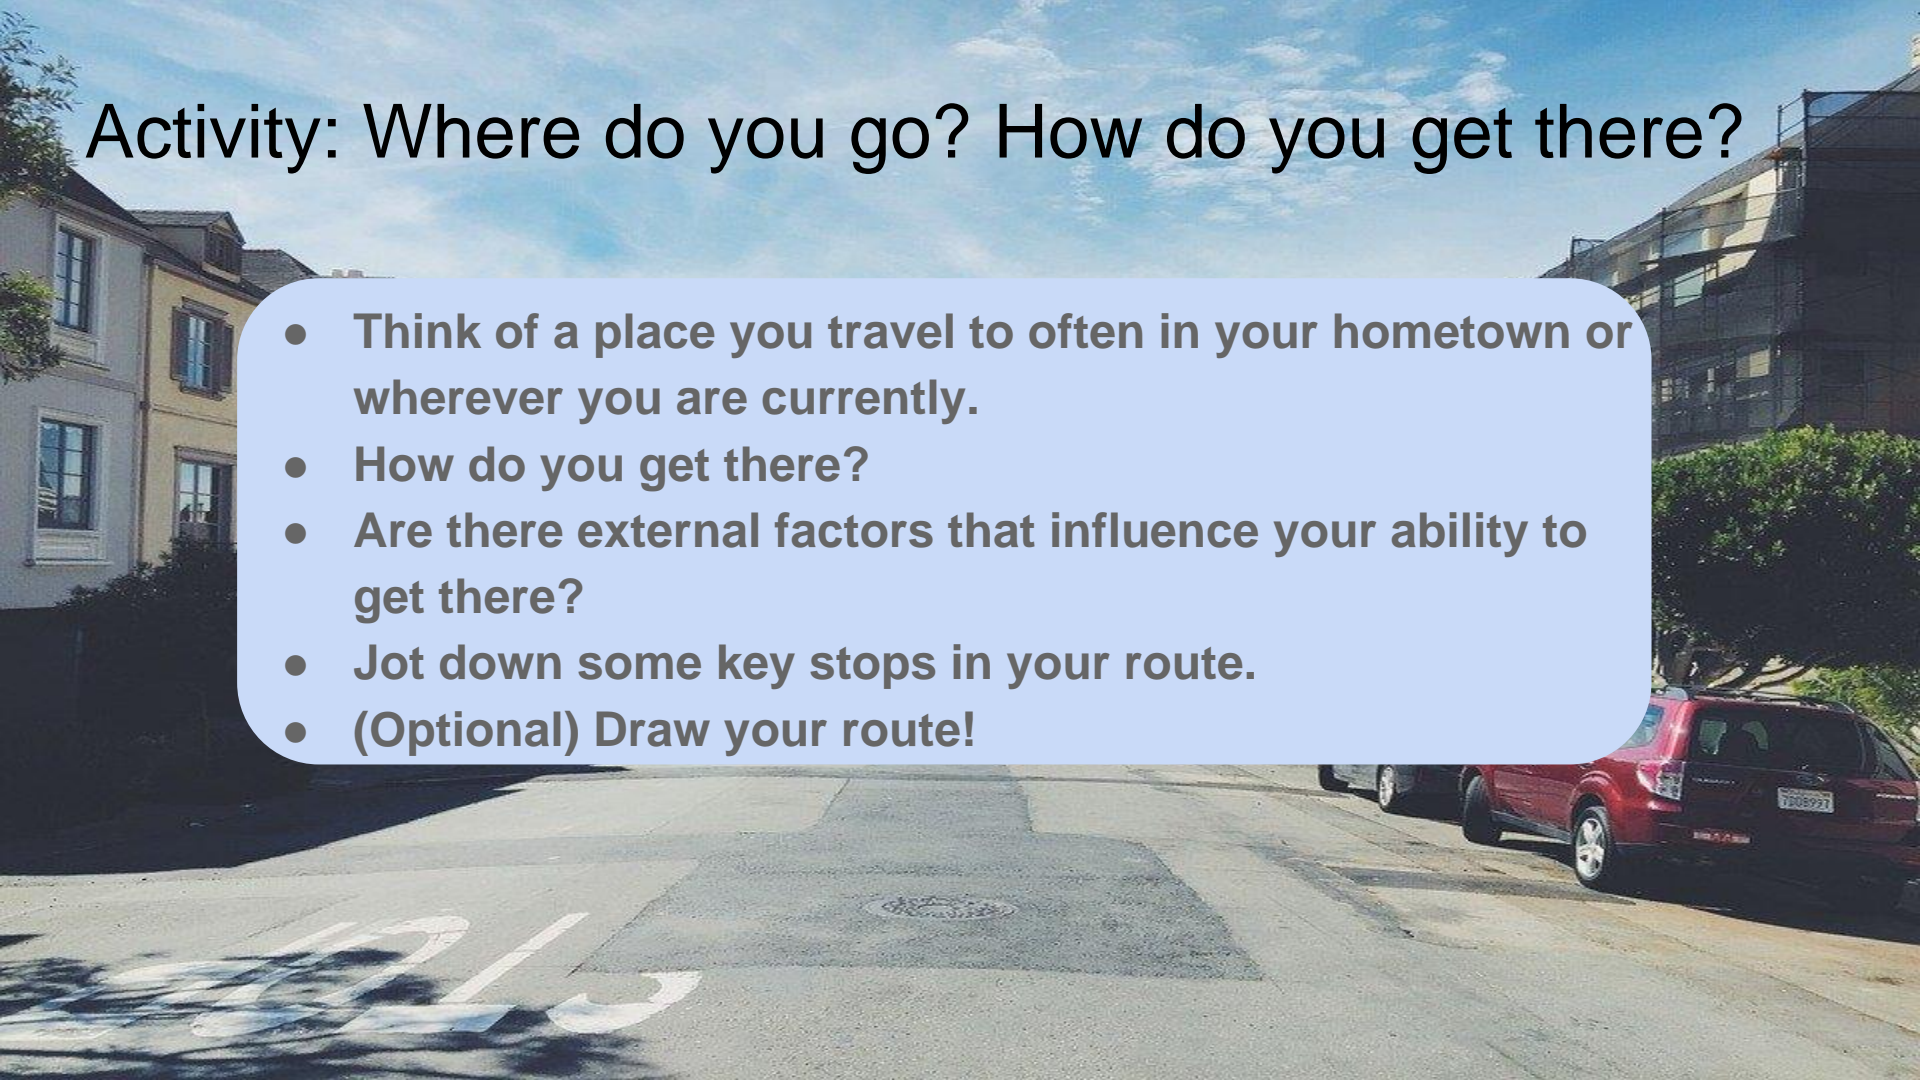 Activity: Where do you go? How do you get there?
● Think of a place you travel to often in your hometown or
wherever you are currently.
● How do you get there?
● Are there external factors that influence your ability to
get there?
● Jot down some key stops in your route.
● (Optional) Draw your route!